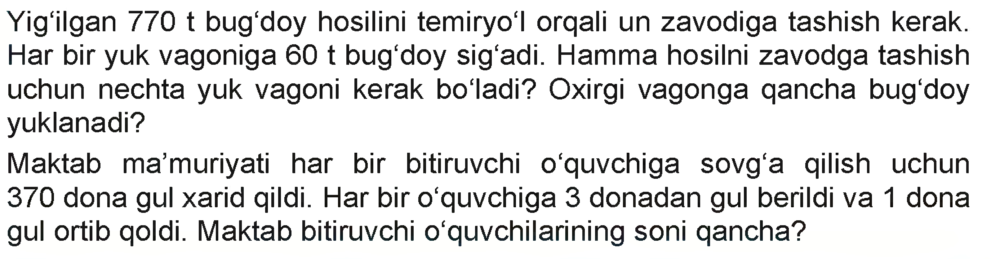 Yig‘ilgan 770 t bug‘doy hosilini temiryo‘l orqali un zavodiga tashish kerak.
Har bir yuk vagoniga 60 t bug‘doy sig‘adi. Hamma hosilni zavodga tashish
uchun nechta yuk vagoni kerak bo‘ladi? Oxirgi vagonga qancha bug‘doy
yuklanadi?
Maktab ma’muriyati har bir bitiruvchi o‘quvchiga sovg‘a qilish uchun
370 dona gul xarid qildi. Har bir o‘quvchiga 3 donadan gul berildi va 1 dona
gul ortib qoldi. Maktab bitiruvchi o‘quvchilarining soni qancha?